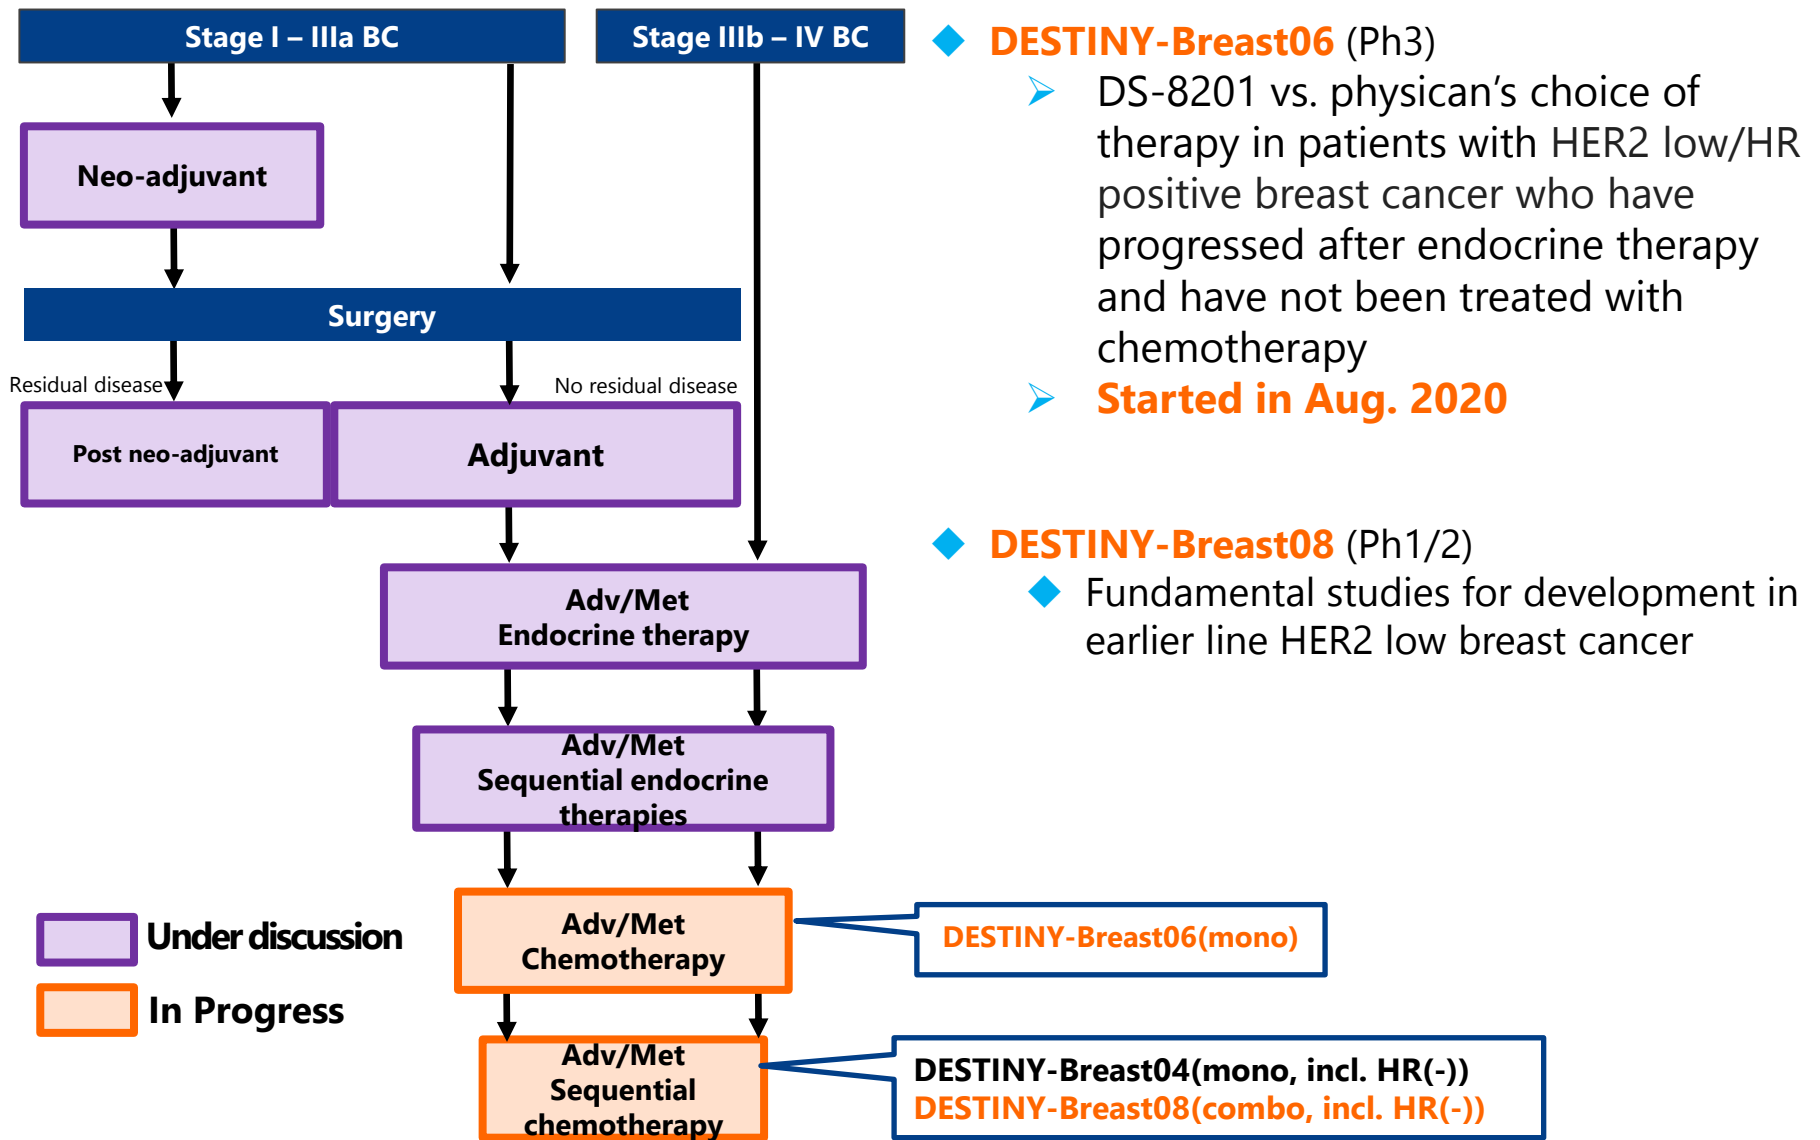 Stage I – IIIa BC
Stage IIIb – IV BC
Neo-adjuvant
Surgery
Residual disease
No residual disease
Post neo-adjuvant
Adjuvant
Adv/Met
Endocrine therapy
Adv/Met
Sequential endocrine
therapies
Under discussion
In Progress
Adv/Met
Chemotherapy
DESTINY-Breast06(mono)
Adv/Met
Sequential
chemotherapy
DESTINY-Breast04(mono, incl. HR(-))
DESTINY-Breast08(combo, incl. HR(-))
DESTINY-Breast06 (Ph3)
DS-8201 vs. physican’s choice of
therapy in patients with HER2 low/HR
positive breast cancer who have
progressed after endocrine therapy
and have not been treated with
chemotherapy
Started in Aug. 2020
DESTINY-Breast08 (Ph1/2)
Fundamental studies for development in
earlier line HER2 low breast cancer